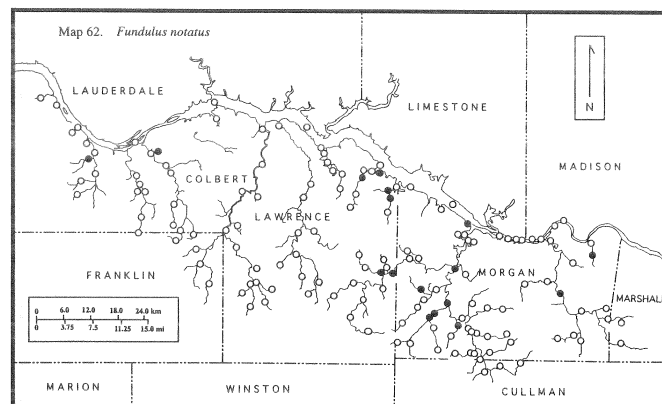 Map 62. Fundulus notatus
LAUDERDALE
LIMESTONE
N
MADISON
COLBERT
LAWRENCE
FRANKLIN
MORGAN
MARSHALL
0 6.0 12.0 18.0 24.0 km
0 3.75 7.5 11.25 15.0 mi
MARION
WINSTON
CULLMAN